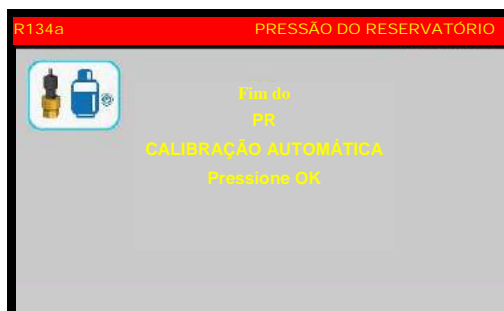 R134a PRESSÃO DO RESERVATÓRIO
Fim do
PR
CALIBRAÇÃO AUTOMÁTICA
Pressione OK